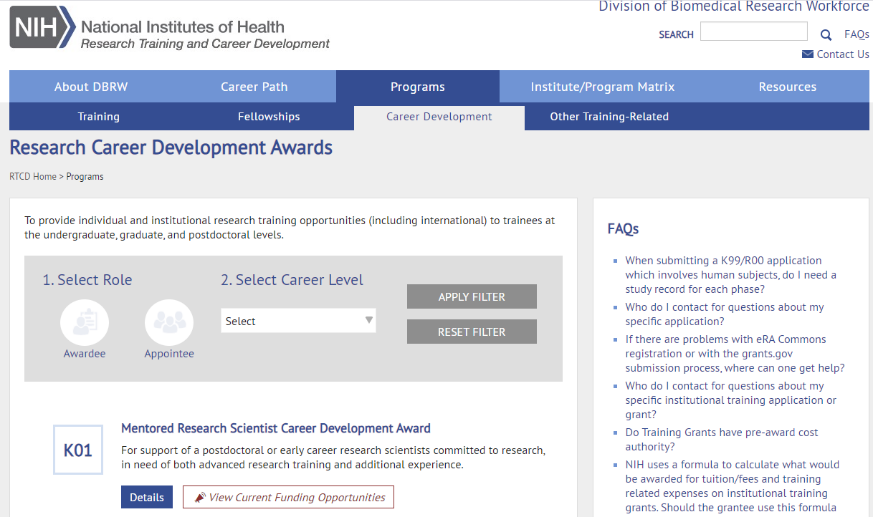 Division of Biomedical Research Workforce
NIH National Institutes of Health
Research Training and Career Development
SEARCH FAQs
Contact Us
About DBRW Career Path Programs Institute/Program Matrix Resources
Training Fellowships Career Development Other Training-Related
Research Career Development Awards
RTCD Home > Programs
To provide individual and institutional research training opportunities (including international) to trainees at
the undergraduate, graduate, and postdoctoral levels.
1. Select Role
Awardee
Appointee
2. Select Career Level
Select
APPLY FILTER
RESET FILTER
K01
Mentored Research Scientist Career Development Award
For support of a postdoctoral or early career research scientists committed to research,
in need of both advanced research training and additional experience.
Details View Current Funding Opportunities
FAQs
When submitting a K99/R00 application
which involves human subjects, do I need a
study record for each phase?
Who do I contact for questions about my
specific application?
If there are problems with eRA Commons
registration or with the grants.gov
submission process, where can one get help?
Who do I contact for questions about my
specific institutional training application or
grant?
Do Training Grants have pre-award cost
authority?
NIH uses a formula to calculate what would
be awarded for tuition/fees and training
related expenses on institutional training
grants. Should the grantee use this formula